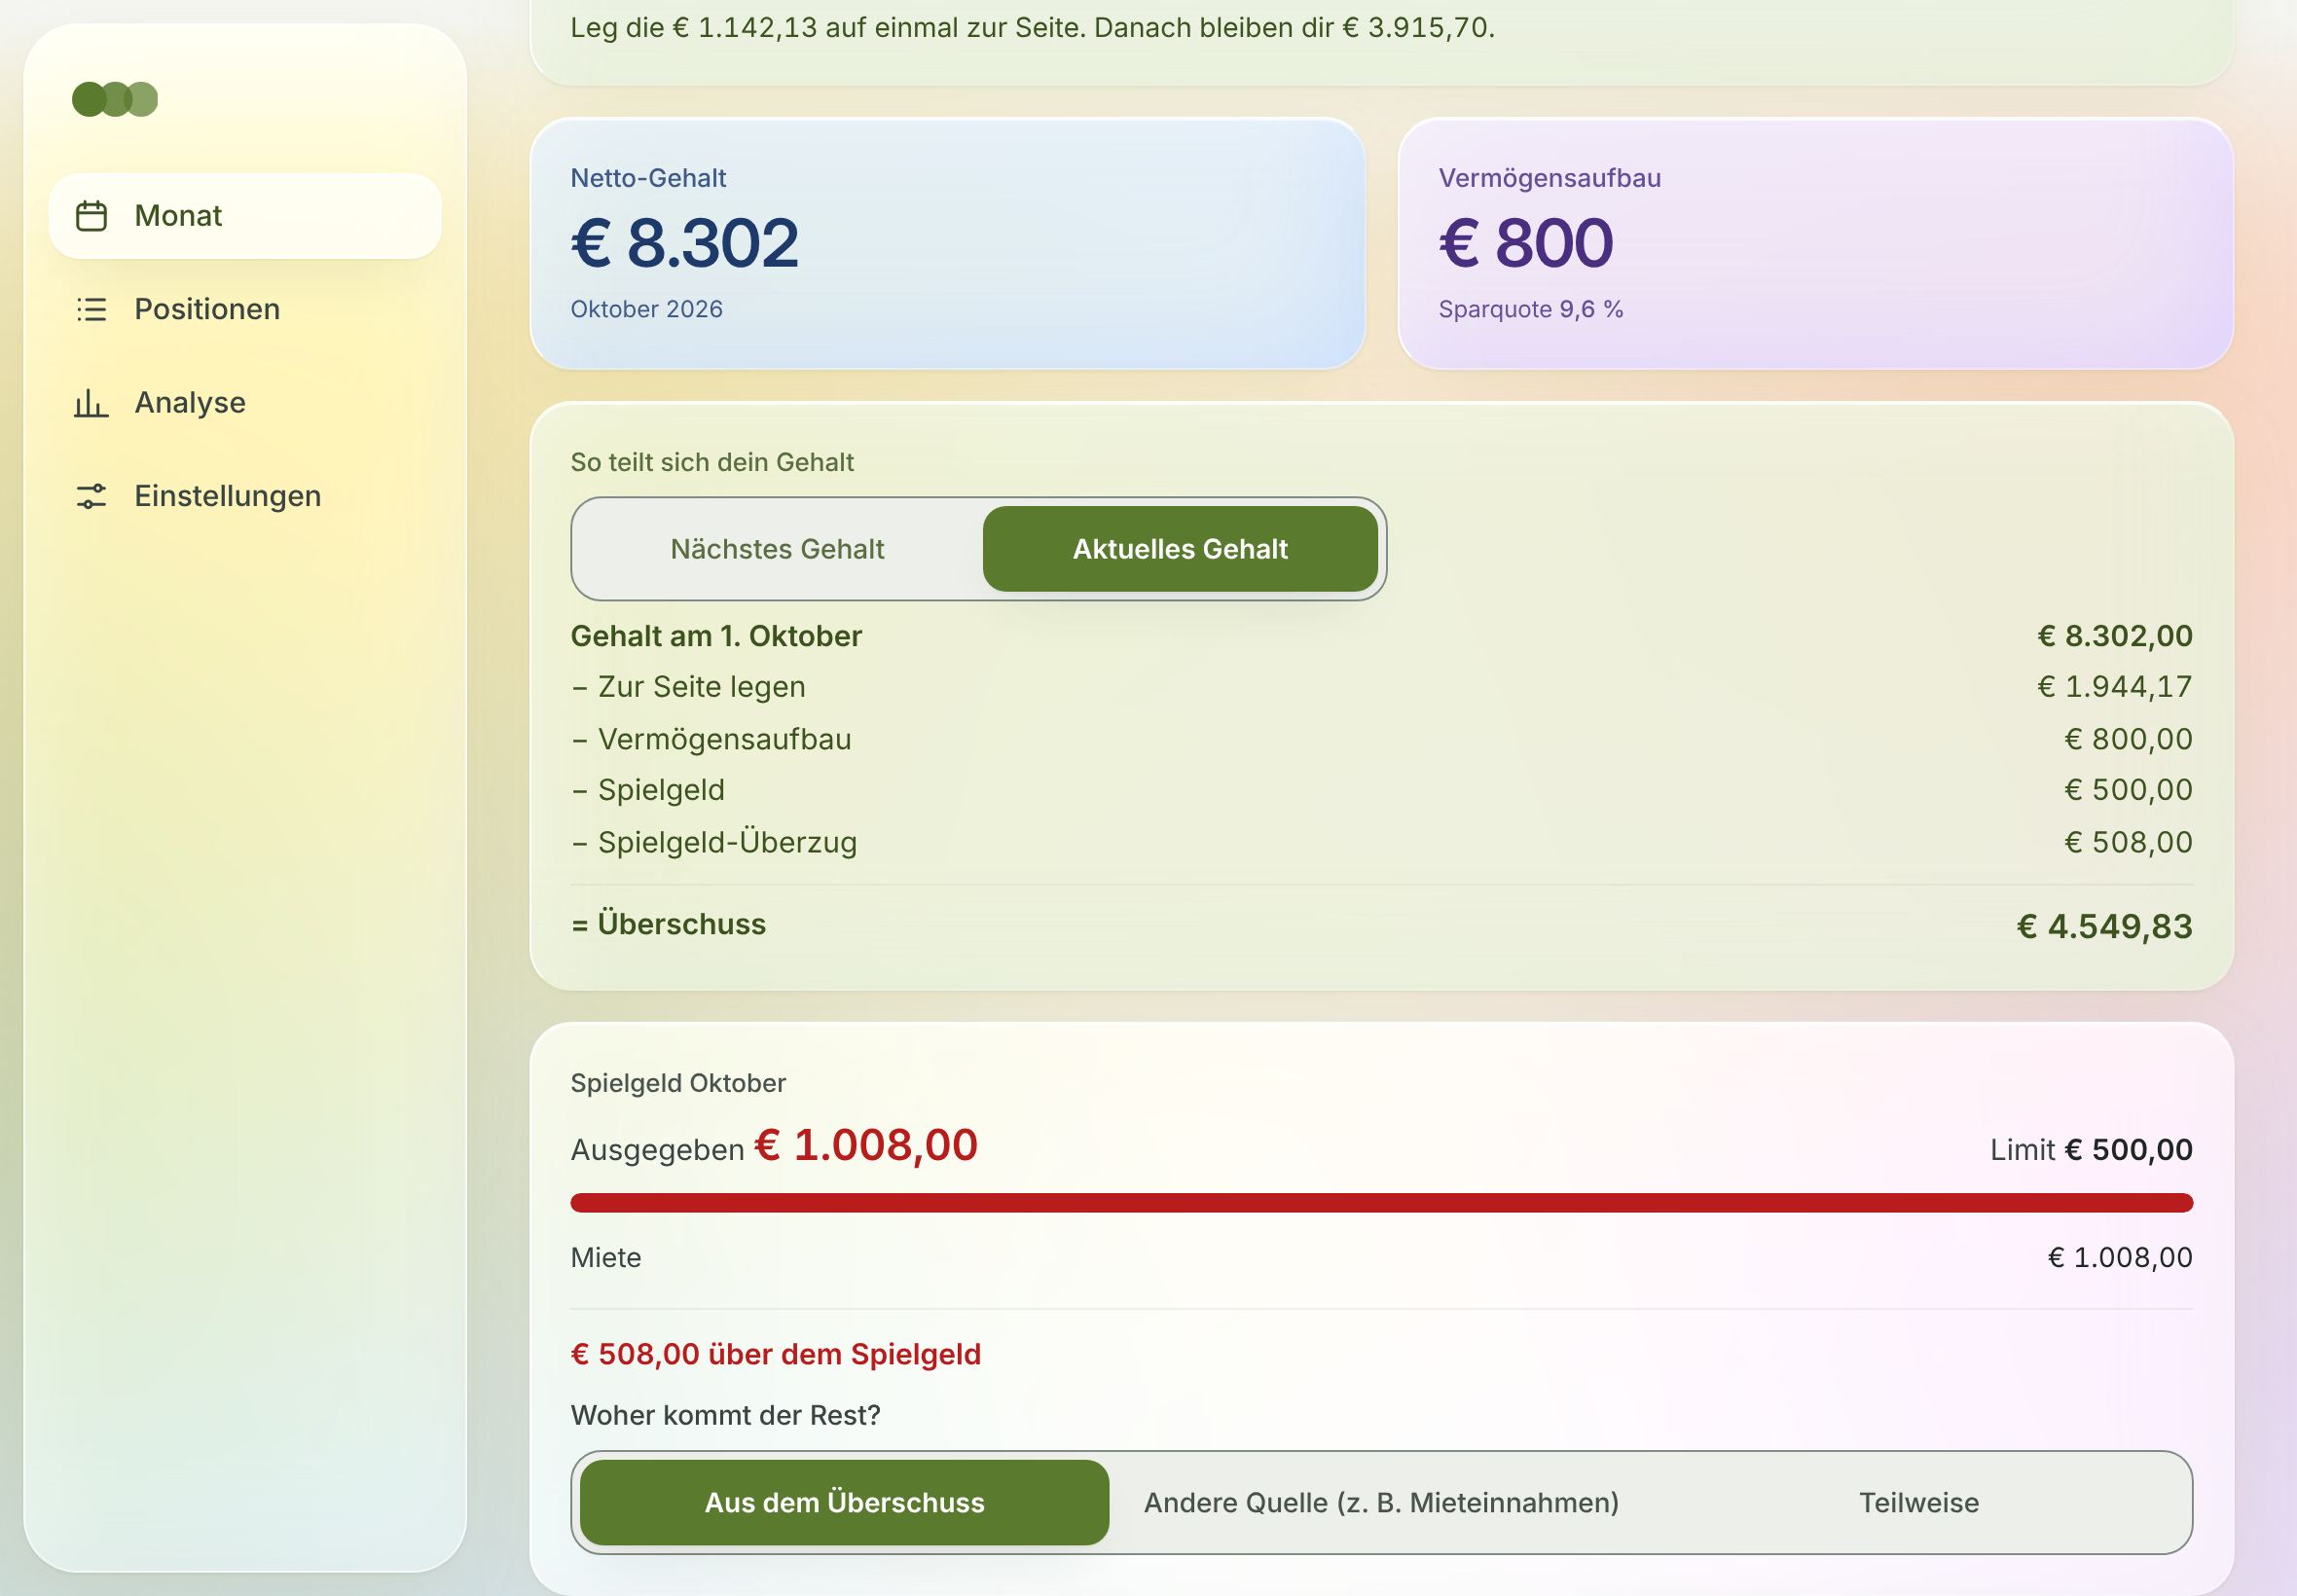 Leg die € 1.142,13 auf einmal zur Seite. Danach bleiben dir € 3.915,70.
Monat
Positionen
Analyse
Einstellungen
Netto-Gehalt
€ 8.302
Oktober 2026
Vermögensaufbau
€ 800
Sparquote 9,6 %
So teilt sich dein Gehalt
Nächstes Gehalt Aktuelles Gehalt
Gehalt am 1. Oktober € 8.302,00
− Zur Seite legen € 1.944,17
− Vermögensaufbau € 800,00
− Spielgeld € 500,00
− Spielgeld-Überzug € 508,00
= Überschuss € 4.549,83
Spielgeld Oktober
Ausgegeben € 1.008,00 Limit € 500,00
Miete € 1.008,00
€ 508,00 über dem Spielgeld
Woher kommt der Rest?
Aus dem Überschuss Andere Quelle (z. B. Mieteinnahmen) Teilweise